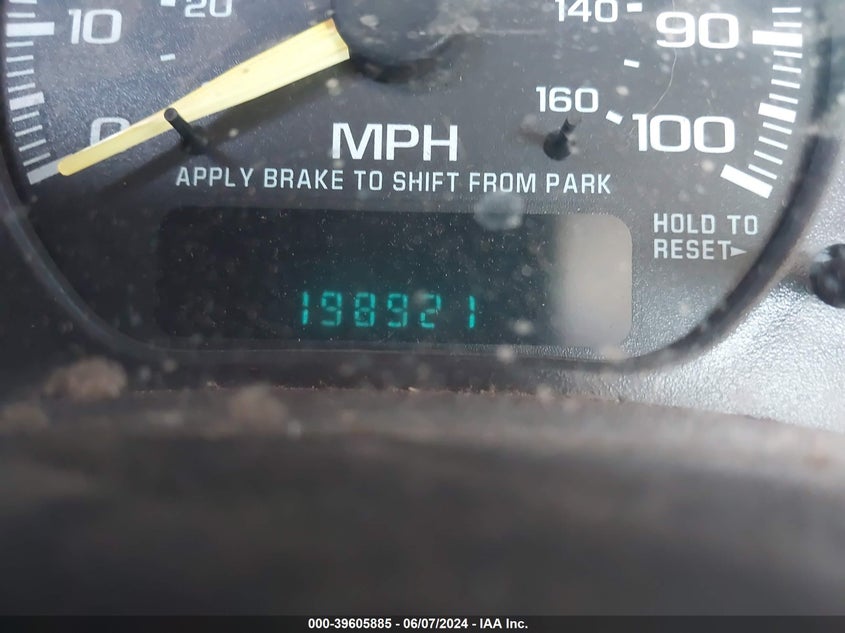 10
20
0
MPH
140
90
160
100
APPLY BRAKE TO SHIFT FROM PARK
HOLD TO
RESET
198921
000-39605885 - 06/07/2024 - IAA Inc.